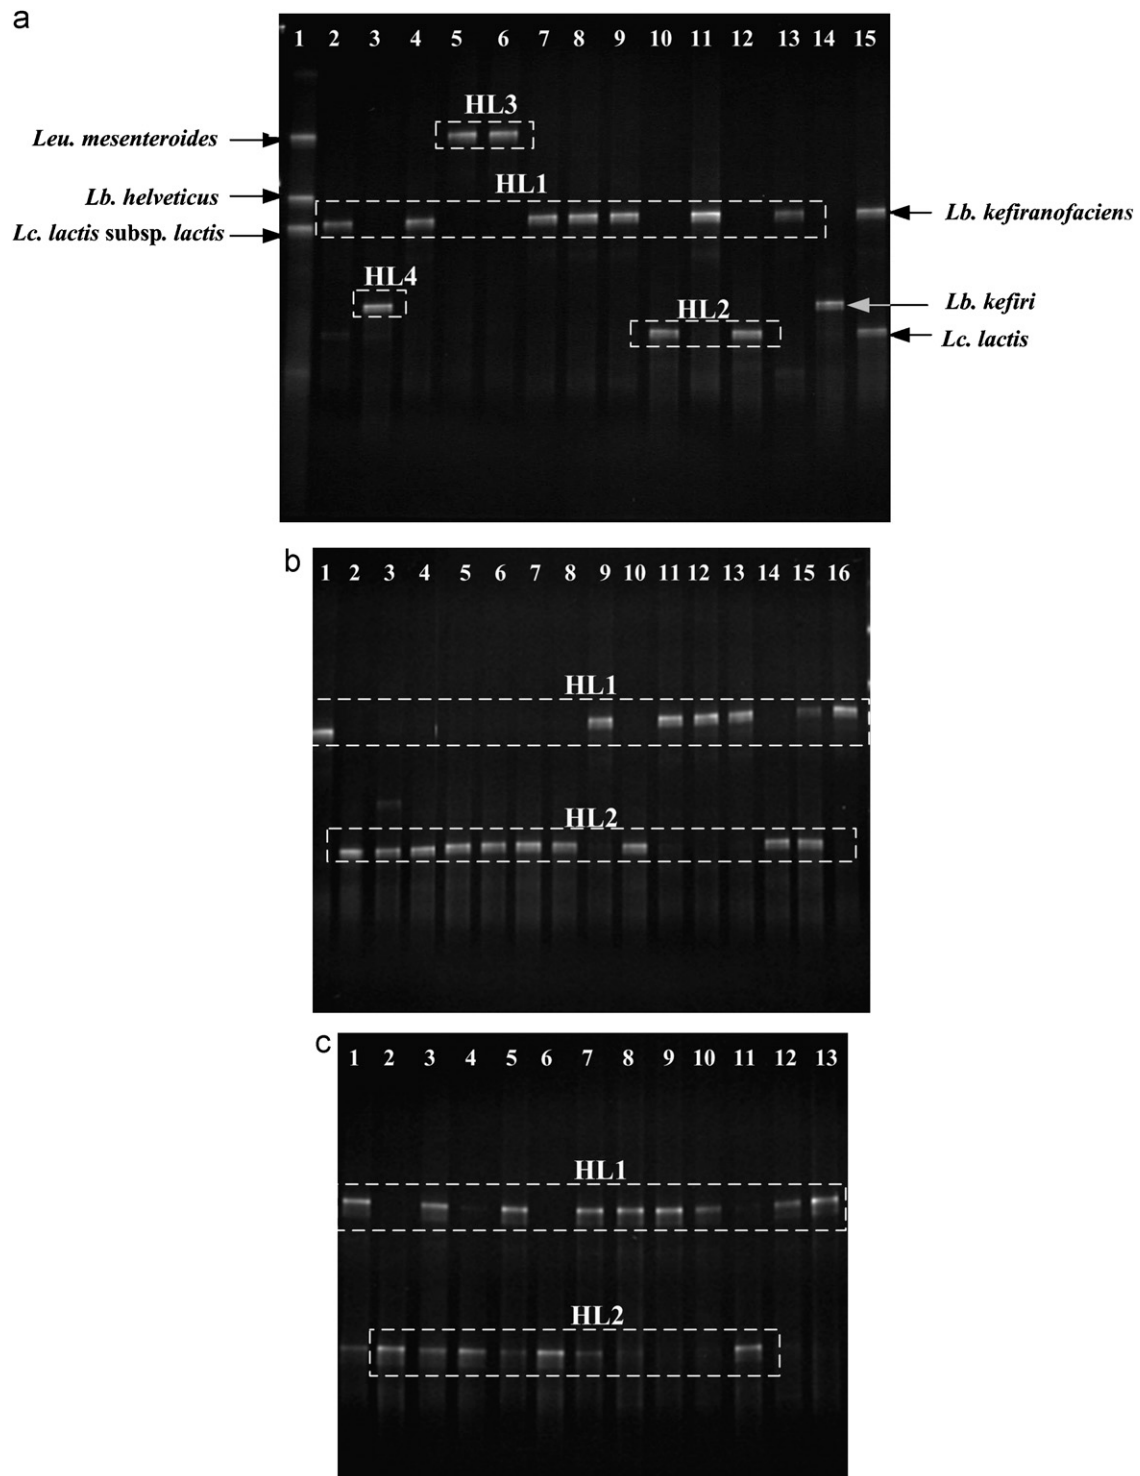 a
1 2 3 4 5 6 7 8 9 10 11 12 13 14 15
HL3
Leu. mesenteroides
HL1
Lb. helveticus
Lb. kefiranofaciens
Lc. lactis subsp. lactis
HL4
HL2
Lb. kefiri
Lc. lactis
b
1 2 3 4 5 6 7 8 9 10 11 12 13 14 15 16
HL1
HL2
c
1 2 3 4 5 6 7 8 9 10 11 12 13
HL1
HL2